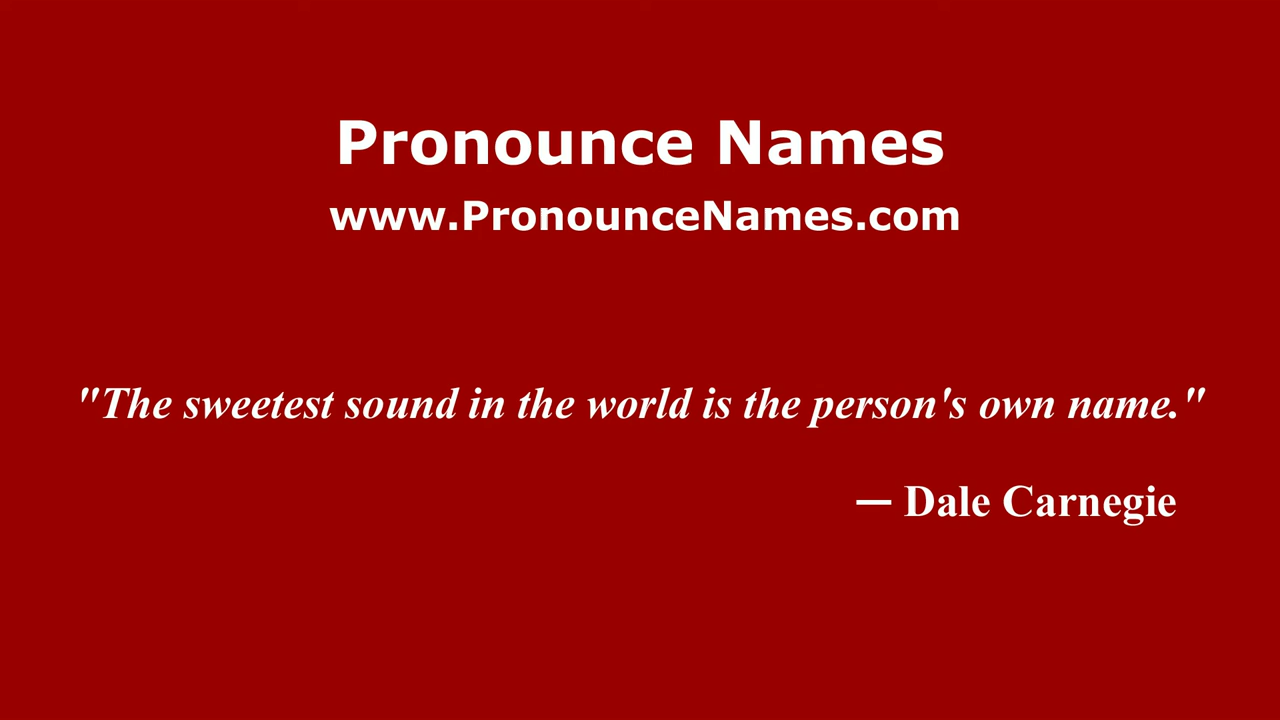 Pronounce Names
www.PronounceNames.com
"The sweetest sound in the world is the person's own name."
— Dale Carnegie